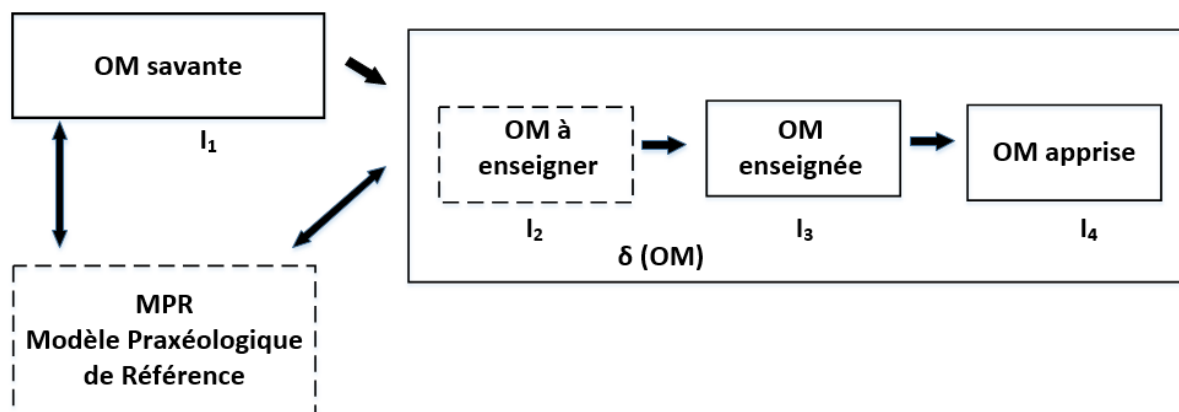 OM savante
I₁
OM à
enseigner
I₂
OM
enseignée
I₃
OM apprise
I₄
δ (OM)
MPR
Modèle Praxéologique
de Référence